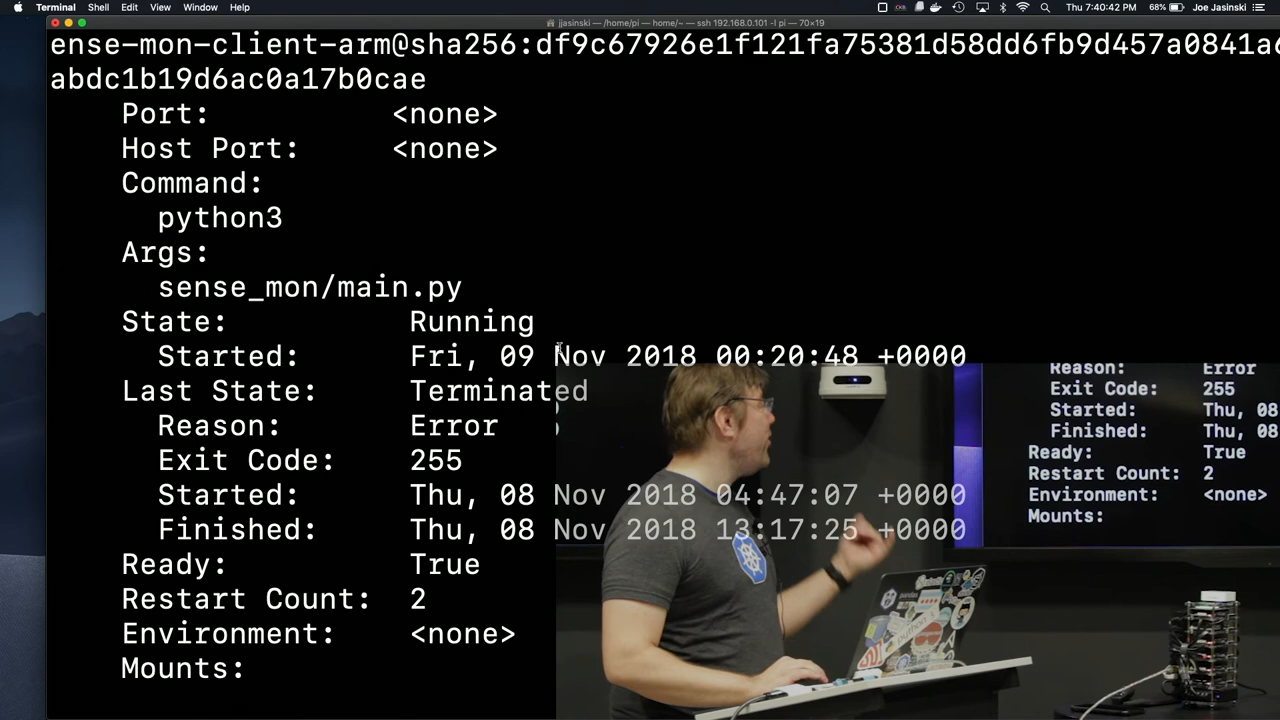 Terminal Shell Edit View Window Help Thu 7:40:42 PM 68% Joe Jasinski
jjasinski — /home/pi — home/~ — ssh 192.168.0.101 -l pi — 70×19
ense-mon-client-arm@sha256:df9c67926e1f121fa75381d58dd6fb9d457a0841a6
abdc1b19d6ac0a17b0cae
Port: <none>
Host Port: <none>
Command:
python3
Args:
sense_mon/main.py
State: Running
Started: Fri, 09 Nov 2018 00:20:48 +0000
Last State: Terminated
Reason: Error
Exit Code: 255
Started: Thu, 08 Nov 2018 04:47:07 +0000
Finished: Thu, 08 Nov 2018 13:17:25 +0000
Ready: True
Restart Count: 2
Environment: <none>
Mounts:
Reason: Error
Exit Code: 255
Started: Thu, 08
Finished: Thu, 08
Ready: True
Restart Count: 2
Environment: <none>
Mounts: